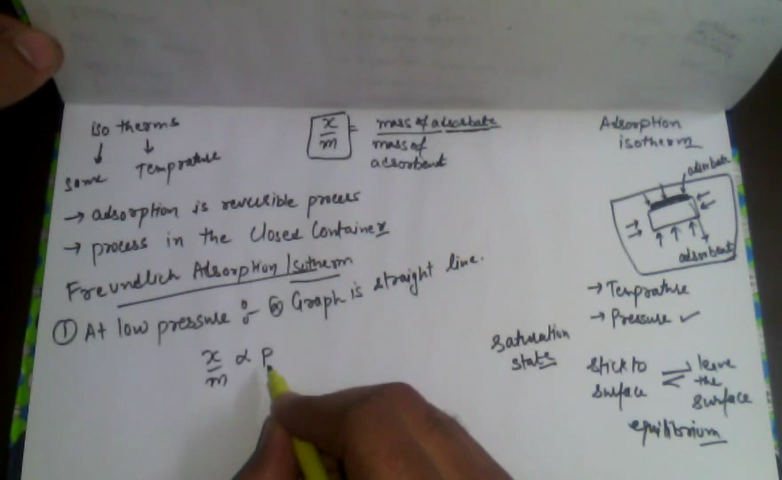 iso therms
same Temprature
x/m = mass of adsorbate
mass of
adsorbent
→ adsorption is reversible process
→ process in the closed container
Freundlich Adsorption Isotherm
① At low pressure :- Graph is straight line.
x/m ∝ P
Adsorption
isotherm
adsorbate
adsorbent
→ Temprature
→ Pressure ✓
Saturation
state
stick to surface ⇌ leave the surface
equilibrium